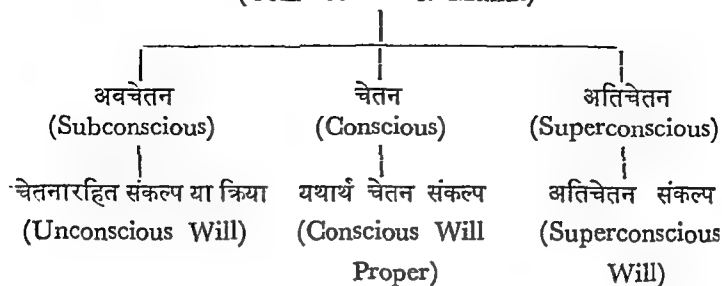 अवचेतन चेतन अतिचेतन
(Subconscious) (Conscious) (Superconscious)
चेतनारहित संकल्प या क्रिया यथार्थ चेतन संकल्प अतिचेतन संकल्प
(Unconscious Will) (Conscious Will (Superconscious
Proper) Will)